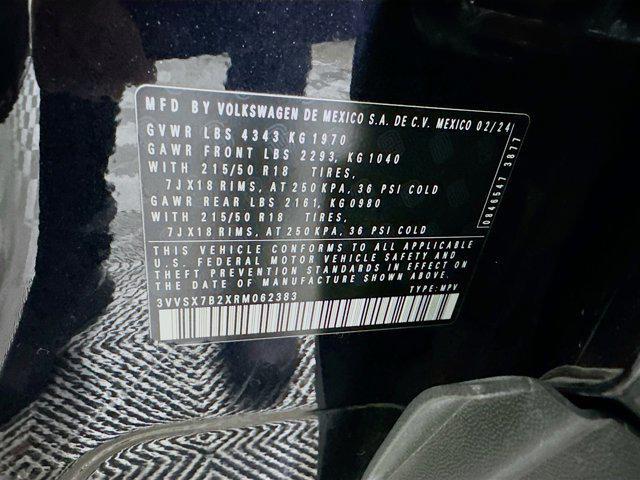 MFD BY VOLKSWAGEN DE MEXICO S.A. DE C.V. MEXICO 02/24
GVWR LBS 4343 KG 1970
GAWR FRONT LBS 2293, KG 1040
WITH 215/50 R18 TIRES,
7JX18 RIMS, AT 250 KPA, 36 PSI COLD
GAWR REAR LBS 2161, KG 0980
WITH 215/50 R18 TIRES,
7JX18 RIMS, AT 250 KPA, 36 PSI COLD
THIS VEHICLE CONFORMS TO ALL APPLICABLE
U.S. FEDERAL MOTOR VEHICLE SAFETY AND
THEFT PREVENTION STANDARDS IN EFFECT ON
THE DATE OF MANUFACTURE SHOWN ABOVE.
3VVSX7B2XRM062383 TYPE: MPV
0846547 3877